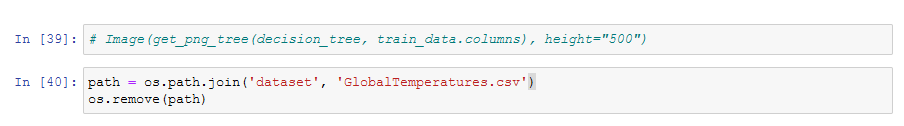 In [39]: # Image(get_png_tree(decision_tree, train_data.columns), height="500")
In [40]: path = os.path.join('dataset', 'GlobalTemperatures.csv')
os.remove(path)